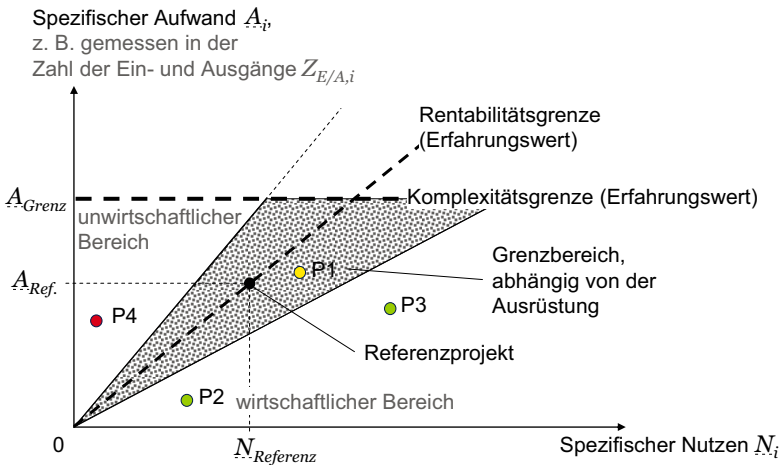 Spezifischer Aufwand A_i,
z. B. gemessen in der
Zahl der Ein- und Ausgänge Z_E/A,i
Rentabilitätsgrenze
(Erfahrungswert)
A_Grenz
Komplexitätsgrenze (Erfahrungswert)
unwirtschaftlicher
Bereich
Grenzbereich,
abhängig von der
Ausrüstung
P1
A_Ref.
P3
P4
Referenzprojekt
P2
wirtschaftlicher Bereich
0
N_Referenz
Spezifischer Nutzen N_i